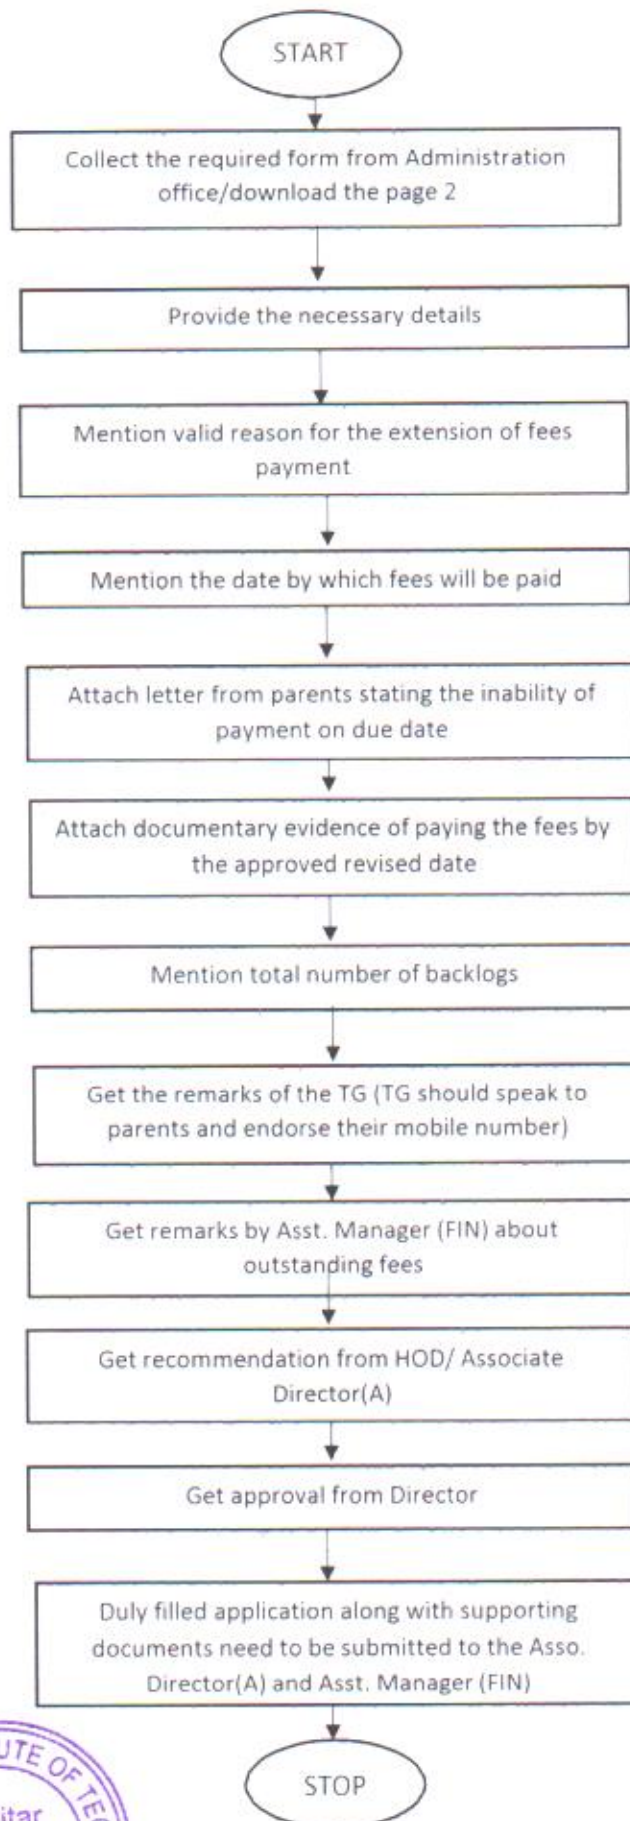 START
Collect the required form from Administration
office/download the page 2
Provide the necessary details
Mention valid reason for the extension of fees
payment
Mention the date by which fees will be paid
Attach letter from parents stating the inability of
payment on due date
Attach documentary evidence of paying the fees by
the approved revised date
Mention total number of backlogs
Get the remarks of the TG (TG should speak to
parents and endorse their mobile number)
Get remarks by Asst. Manager (FIN) about
outstanding fees
Get recommendation from HOD/ Associate
Director(A)
Get approval from Director
Duly filled application along with supporting
documents need to be submitted to the Asso.
Director(A) and Asst. Manager (FIN)
STOP
UTE OF TEC
itar